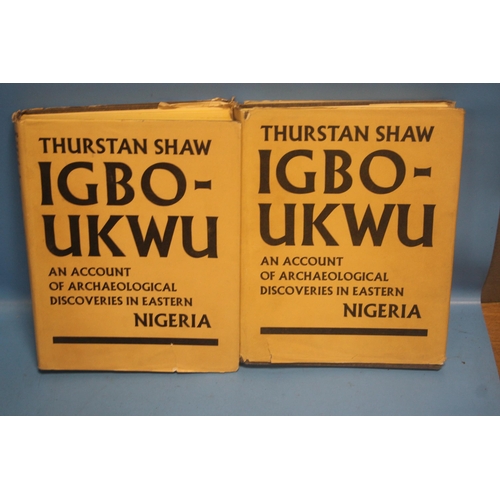 THURSTAN SHAW
IGBO-
UKWU
AN ACCOUNT
OF ARCHAEOLOGICAL
DISCOVERIES IN EASTERN
NIGERIA
THURSTAN SHAW
IGBO-
UKWU
AN ACCOUNT
OF ARCHAEOLOGICAL
DISCOVERIES IN EASTERN
NIGERIA